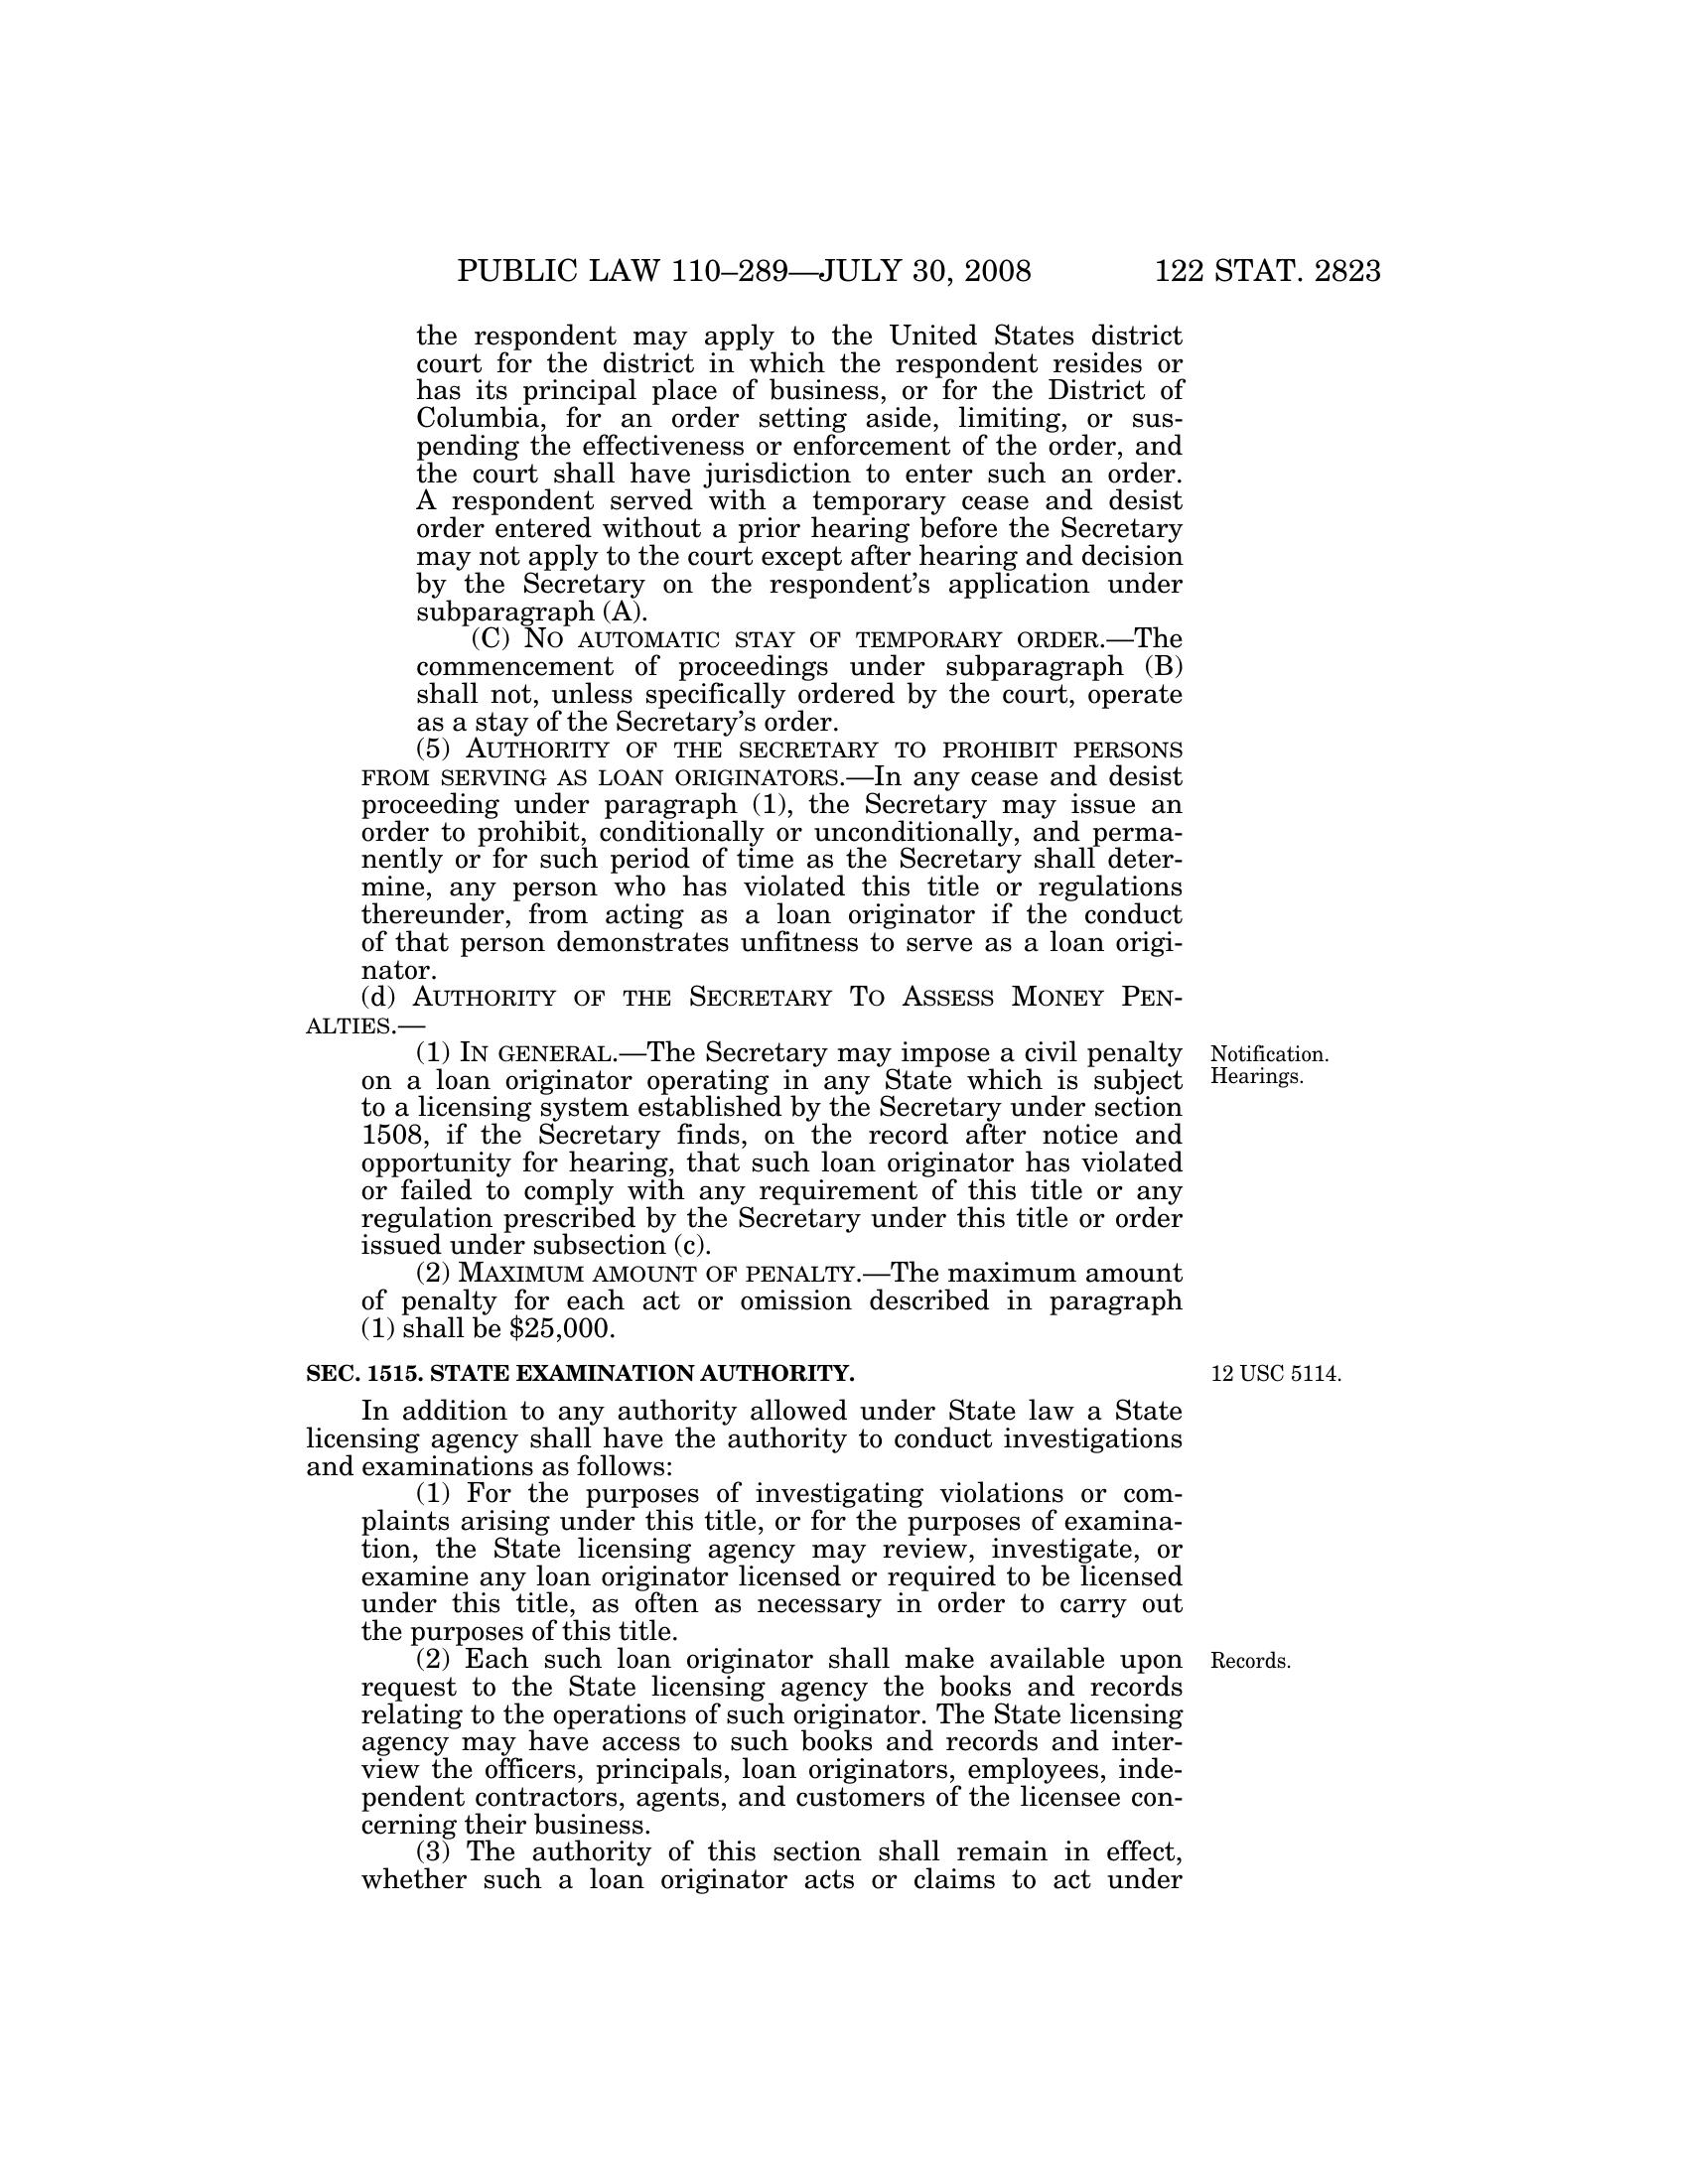 PUBLIC LAW 110–289—JULY 30, 2008 122 STAT. 2823
the respondent may apply to the United States district
court for the district in which the respondent resides or
has its principal place of business, or for the District of
Columbia, for an order setting aside, limiting, or sus-
pending the effectiveness or enforcement of the order, and
the court shall have jurisdiction to enter such an order.
A respondent served with a temporary cease and desist
order entered without a prior hearing before the Secretary
may not apply to the court except after hearing and decision
by the Secretary on the respondent’s application under
subparagraph (A).
(C) NO AUTOMATIC STAY OF TEMPORARY ORDER.—The
commencement of proceedings under subparagraph (B)
shall not, unless specifically ordered by the court, operate
as a stay of the Secretary’s order.
(5) AUTHORITY OF THE SECRETARY TO PROHIBIT PERSONS
FROM SERVING AS LOAN ORIGINATORS.—In any cease and desist
proceeding under paragraph (1), the Secretary may issue an
order to prohibit, conditionally or unconditionally, and perma-
nently or for such period of time as the Secretary shall deter-
mine, any person who has violated this title or regulations
thereunder, from acting as a loan originator if the conduct
of that person demonstrates unfitness to serve as a loan origi-
nator.
(d) AUTHORITY OF THE SECRETARY TO ASSESS MONEY PEN-
ALTIES.—
(1) IN GENERAL.—The Secretary may impose a civil penalty
on a loan originator operating in any State which is subject
to a licensing system established by the Secretary under section
1508, if the Secretary finds, on the record after notice and
opportunity for hearing, that such loan originator has violated
or failed to comply with any requirement of this title or any
regulation prescribed by the Secretary under this title or order
issued under subsection (c).
Notification.
Hearings.
(2) MAXIMUM AMOUNT OF PENALTY.—The maximum amount
of penalty for each act or omission described in paragraph
(1) shall be $25,000.
SEC. 1515. STATE EXAMINATION AUTHORITY.
12 USC 5114.
In addition to any authority allowed under State law a State
licensing agency shall have the authority to conduct investigations
and examinations as follows:
(1) For the purposes of investigating violations or com-
plaints arising under this title, or for the purposes of examina-
tion, the State licensing agency may review, investigate, or
examine any loan originator licensed or required to be licensed
under this title, as often as necessary in order to carry out
the purposes of this title.
(2) Each such loan originator shall make available upon
request to the State licensing agency the books and records
relating to the operations of such originator. The State licensing
agency may have access to such books and records and inter-
view the officers, principals, loan originators, employees, inde-
pendent contractors, agents, and customers of the licensee con-
cerning their business.
Records.
(3) The authority of this section shall remain in effect,
whether such a loan originator acts or claims to act under